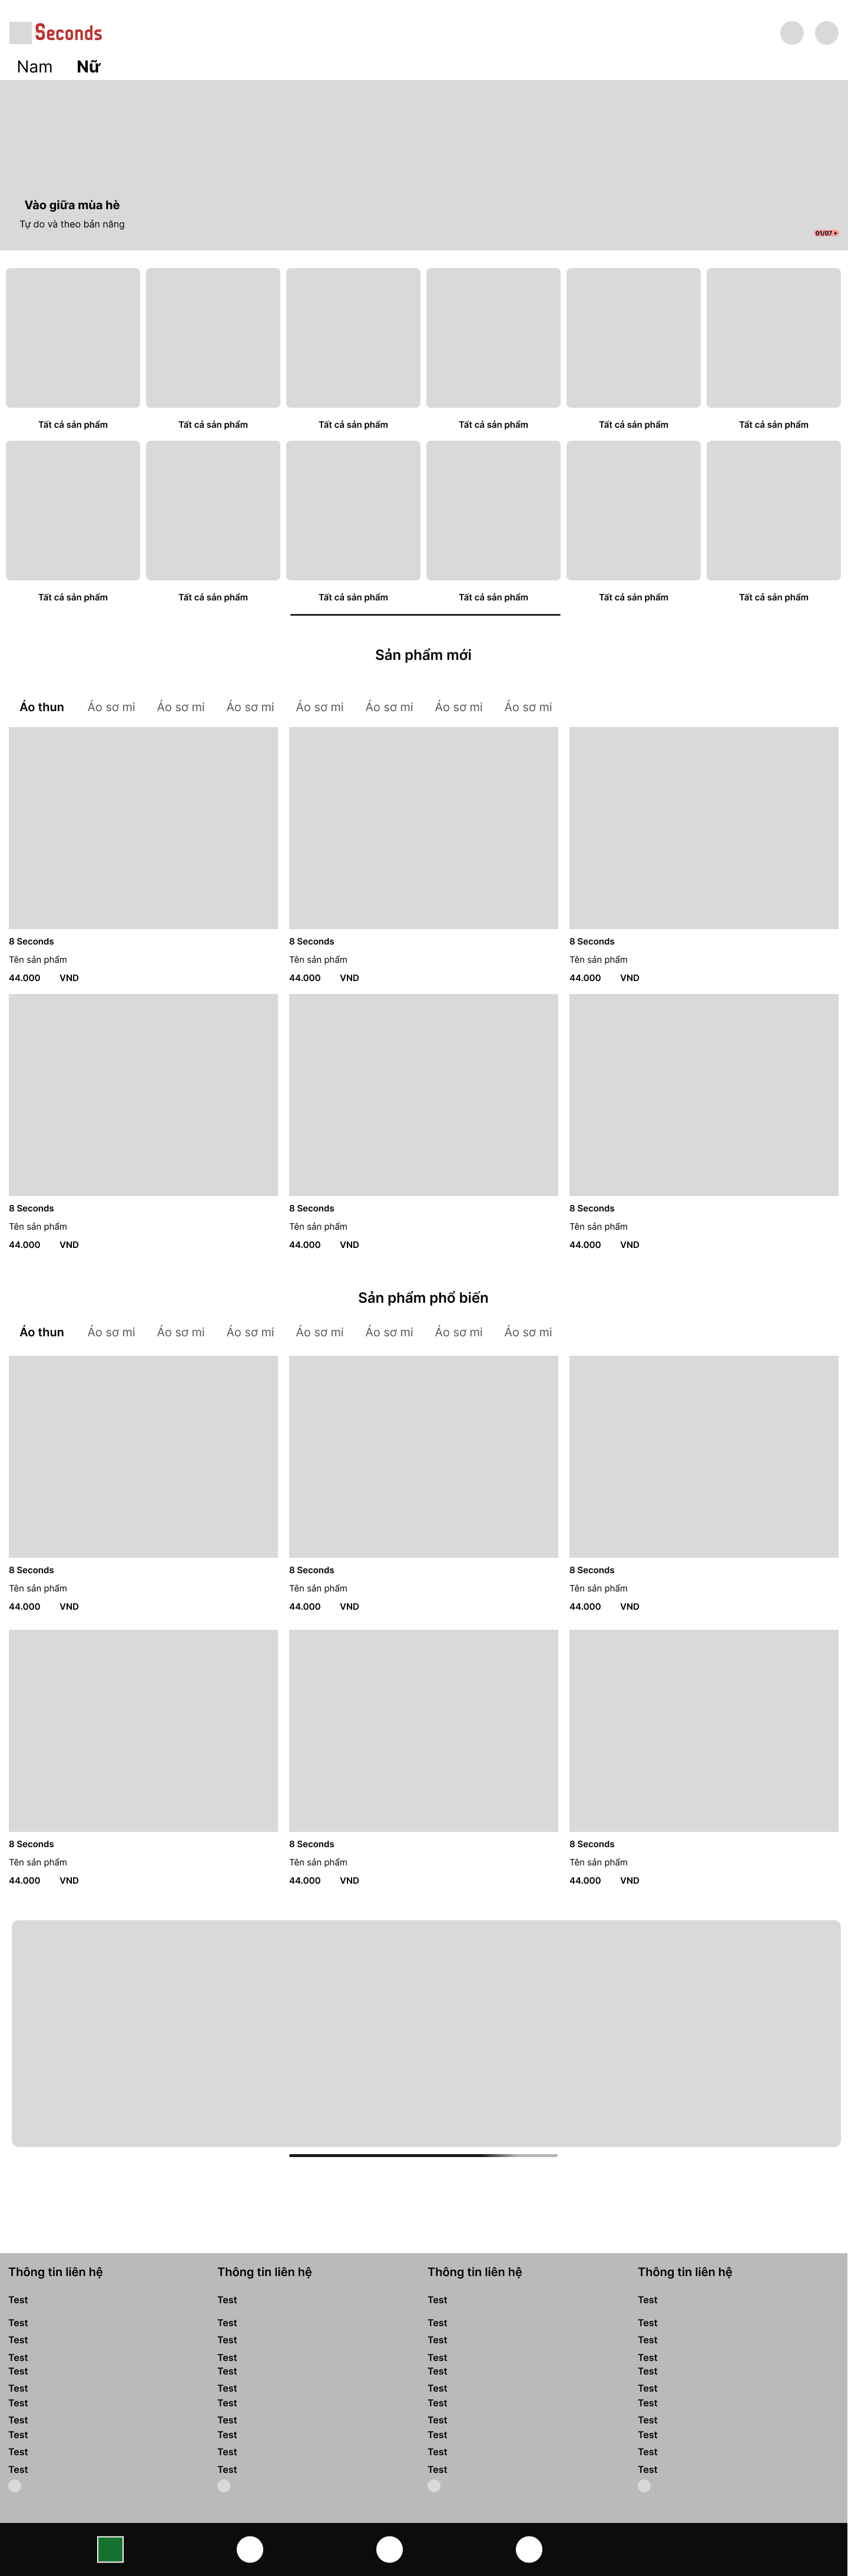 Seconds
Nam Nữ
Vào giữa mùa hè
Tự do và theo bản năng
01/07 +
Tất cả sản phẩm Tất cả sản phẩm Tất cả sản phẩm Tất cả sản phẩm Tất cả sản phẩm Tất cả sản phẩm
Tất cả sản phẩm Tất cả sản phẩm Tất cả sản phẩm Tất cả sản phẩm Tất cả sản phẩm Tất cả sản phẩm
Sản phẩm mới
Áo thun Áo sơ mi Áo sơ mi Áo sơ mi Áo sơ mi Áo sơ mi Áo sơ mi Áo sơ mi
8 Seconds 8 Seconds 8 Seconds
Tên sản phẩm Tên sản phẩm Tên sản phẩm
44.000 VND 44.000 VND 44.000 VND
8 Seconds 8 Seconds 8 Seconds
Tên sản phẩm Tên sản phẩm Tên sản phẩm
44.000 VND 44.000 VND 44.000 VND
Sản phẩm phổ biến
Áo thun Áo sơ mi Áo sơ mi Áo sơ mi Áo sơ mi Áo sơ mi Áo sơ mi Áo sơ mi
8 Seconds 8 Seconds 8 Seconds
Tên sản phẩm Tên sản phẩm Tên sản phẩm
44.000 VND 44.000 VND 44.000 VND
8 Seconds 8 Seconds 8 Seconds
Tên sản phẩm Tên sản phẩm Tên sản phẩm
44.000 VND 44.000 VND 44.000 VND
Thông tin liên hệ Thông tin liên hệ Thông tin liên hệ Thông tin liên hệ
Test Test Test Test
Test Test Test Test
Test Test Test Test
Test Test Test Test
Test Test Test Test
Test Test Test Test
Test Test Test Test
Test Test Test Test
Test Test Test Test
Test Test Test Test
Test Test Test Test